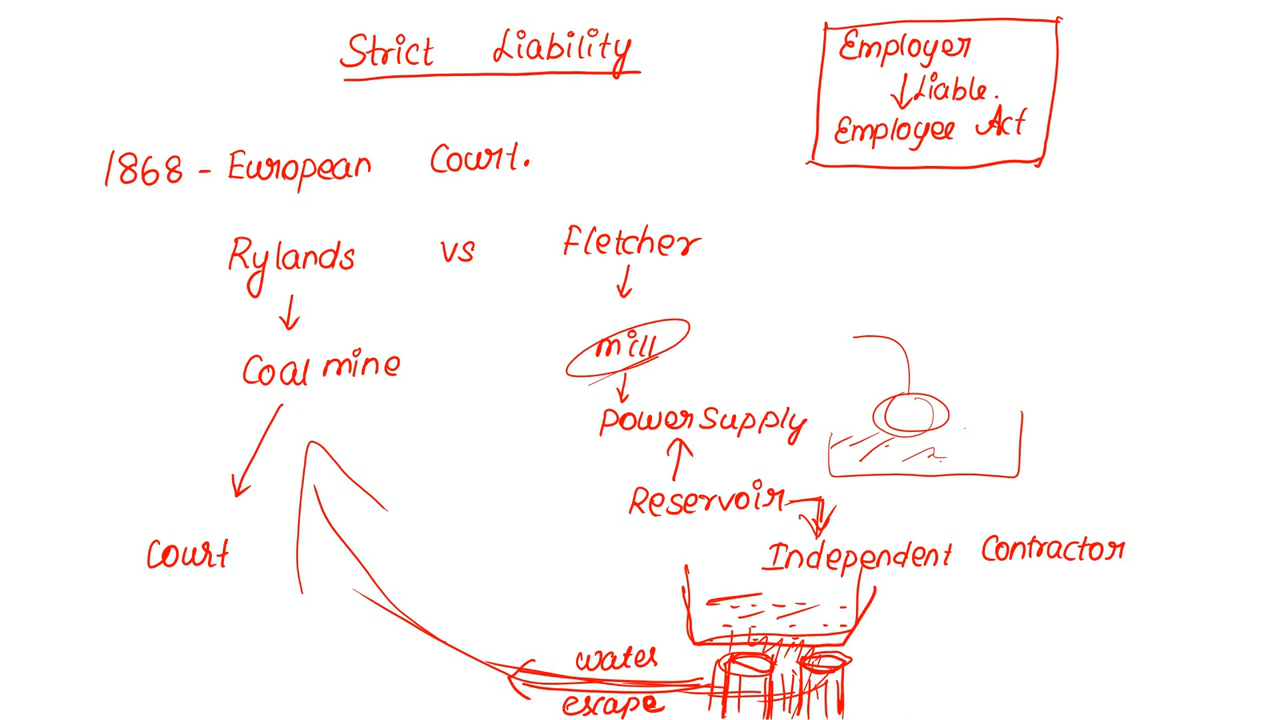 Strict Liability
Employer
Liable.
Employee Act
1868 - European Court.
Rylands vs Fletcher
Coal mine
mill
Power Supply
Reservoir
Court
Independent Contractor
water
escape